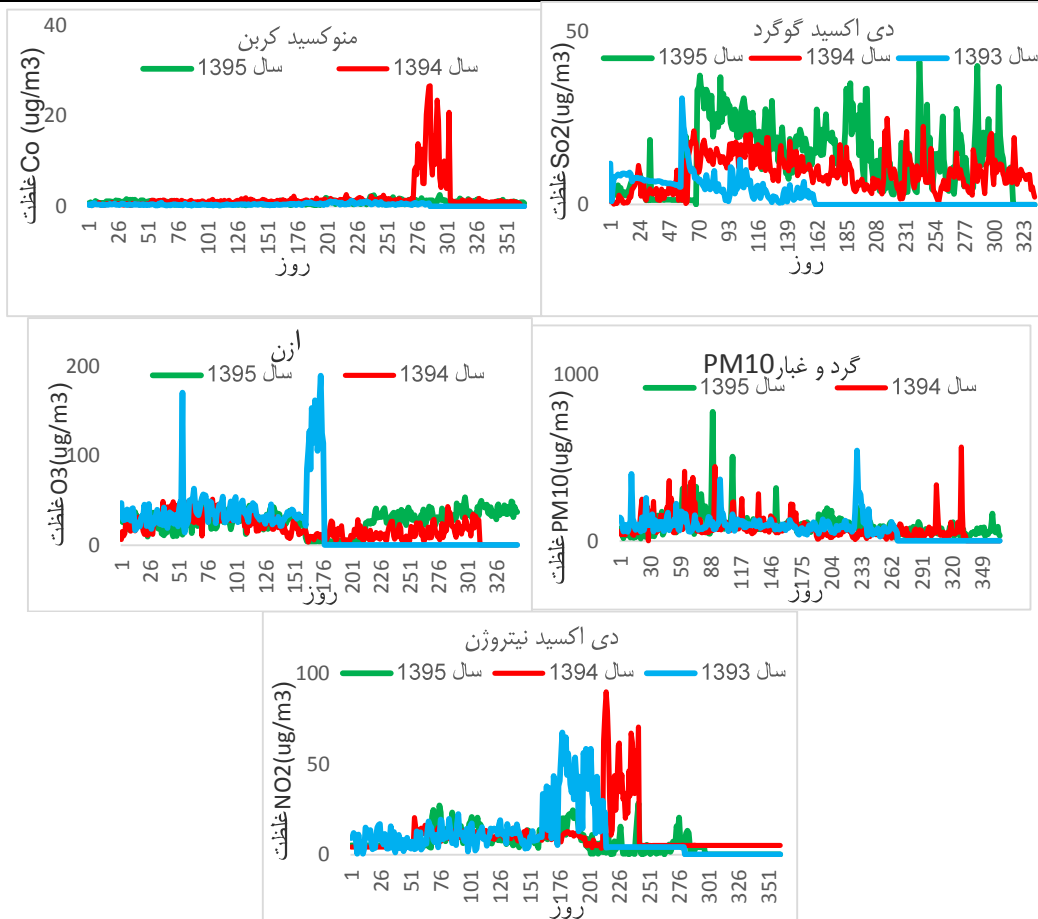 منوکسید کربن
سال 1395 سال 1394
غلظت Co (ug/m3)
40
20
0
1 26 51 76 101 126 151 176 201 226 251 276 301 326 351
روز
دی اکسید گوگرد
سال 1395 سال 1394 سال 1393
غلظت So2(ug/m3)
50
0
1 24 47 70 93 116 139 162 185 208 231 254 277 300 323
روز
ازن
سال 1395 سال 1394
غلظت O3(ug/m3)
200
100
0
1 26 51 76 101 126 151 176 201 226 251 276 301 326
روز
گرد و غبار PM10
سال 1395 سال 1394
غلظت PM10(ug/m3)
1000
0
1 30 59 88 117 146 175 204 233 262 291 320 349
روز
دی اکسید نیتروژن
سال 1395 سال 1394 سال 1393
غلظت NO2(ug/m3)
100
50
0
1 26 51 76 101 126 151 176 201 226 251 276 301 326 351
روز